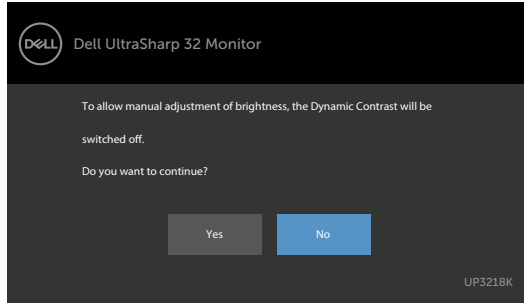 DELL
Dell UltraSharp 32 Monitor
To allow manual adjustment of brightness, the Dynamic Contrast will be
switched off.
Do you want to continue?
Yes
No
UP3218K